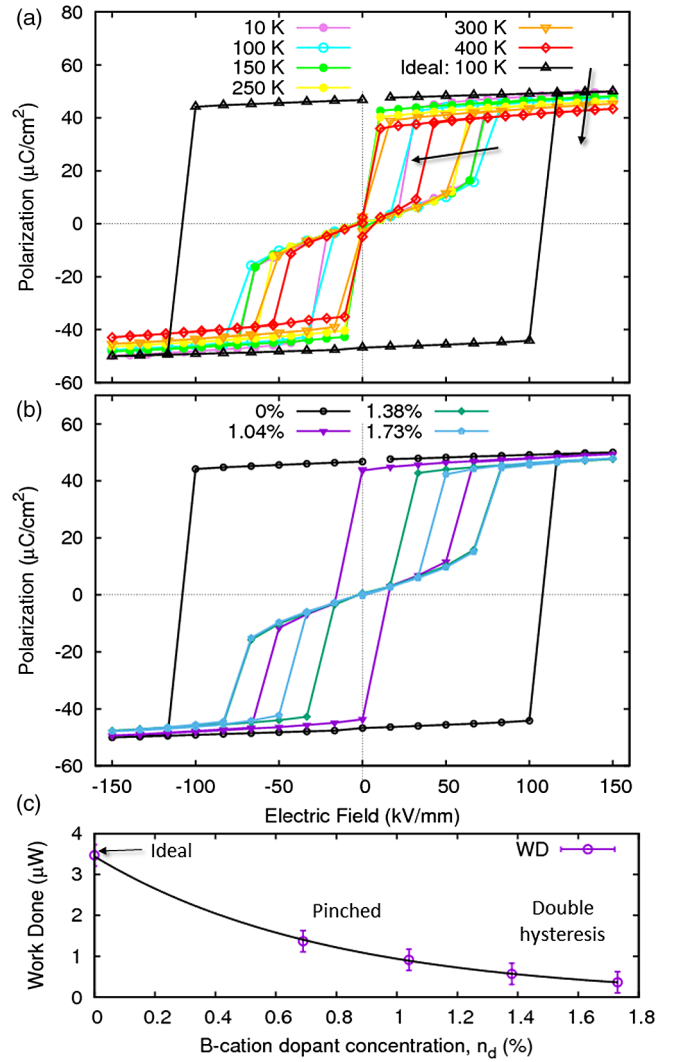 (a)
10 K
100 K
150 K
250 K
300 K
400 K
Ideal: 100 K
60
40
20
0
-20
-40
-60
Polarization (μC/cm²)
(b)
0%
1.04%
1.38%
1.73%
60
40
20
0
-20
-40
-60
Polarization (μC/cm²)
-150
-100
-50
0
50
100
150
Electric Field (kV/mm)
(c)
4
3
2
1
0
Work Done (μW)
Ideal
Pinched
WD
Double
hysteresis
0
0.2
0.4
0.6
0.8
1
1.2
1.4
1.6
1.8
B-cation dopant concentration, n_d (%)